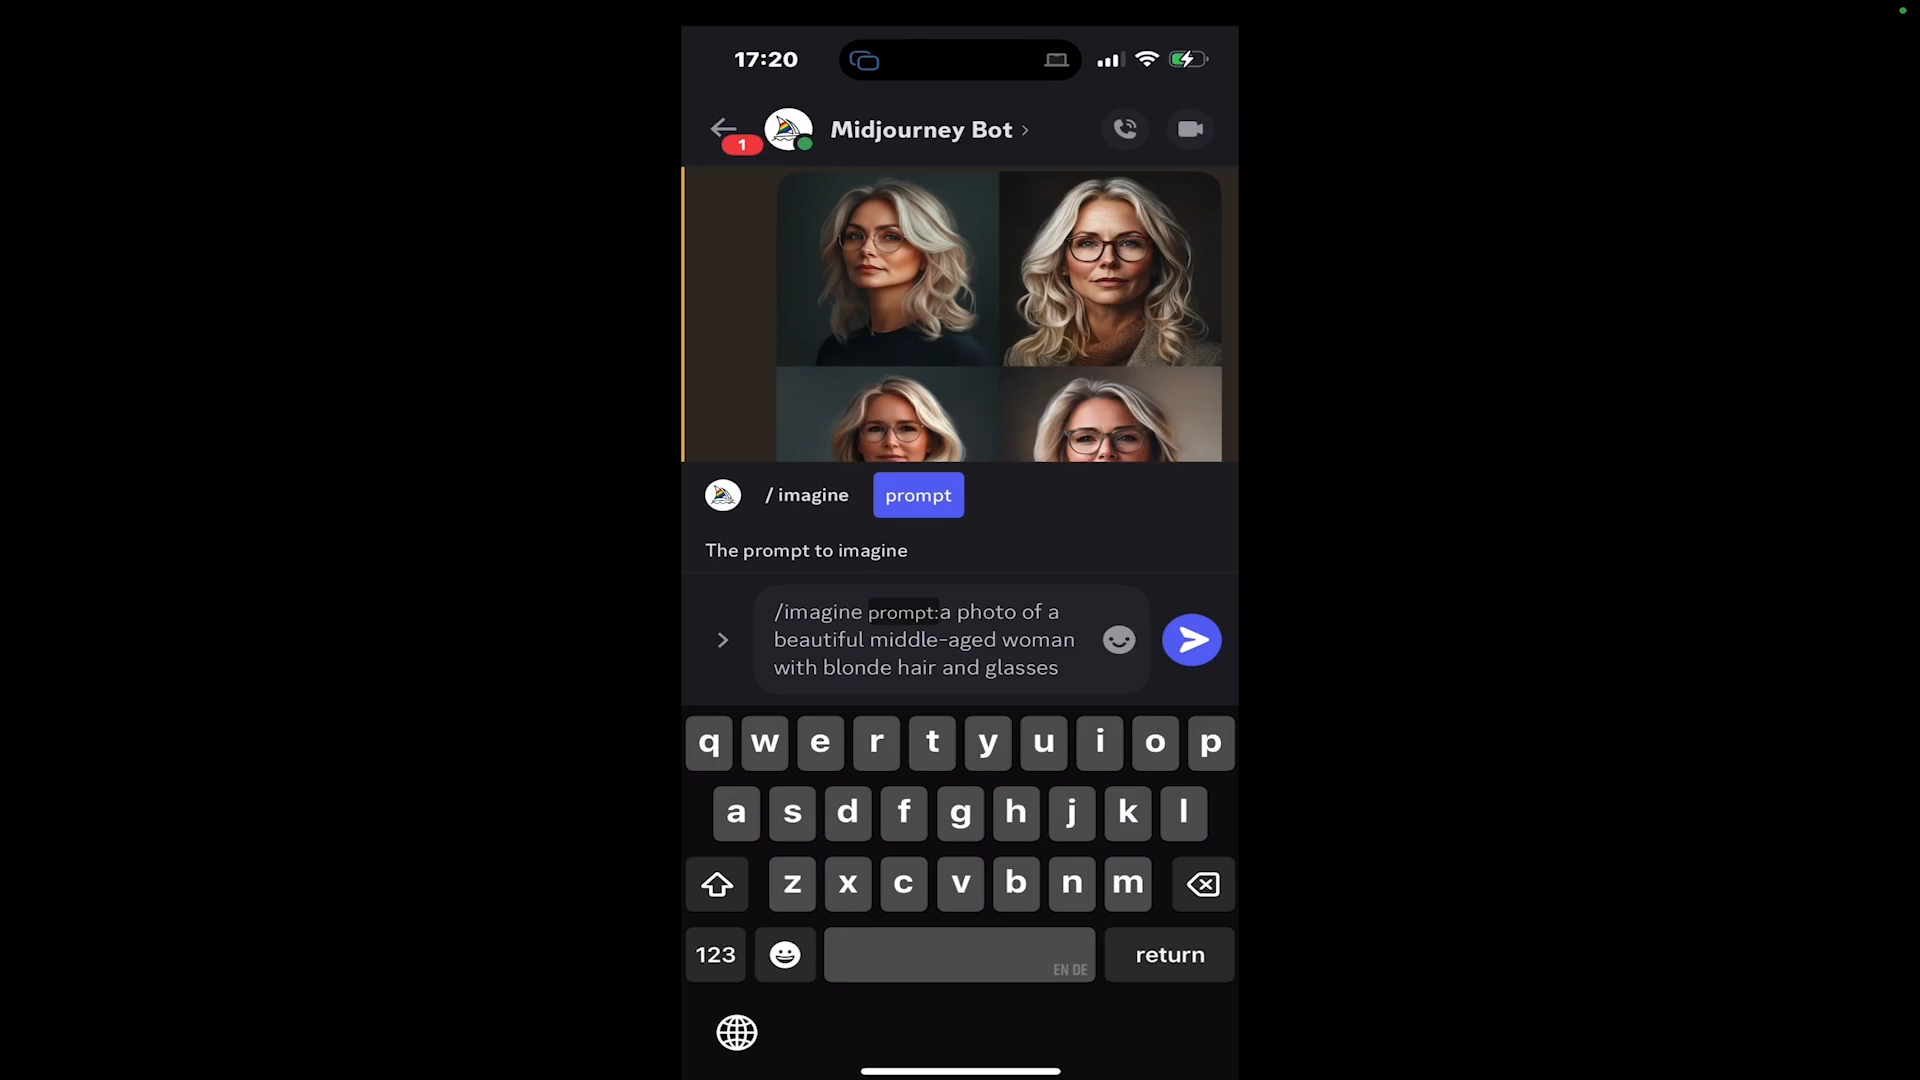 17:20
1
Midjourney Bot
/ imagine prompt
The prompt to imagine
/imagine prompt:a photo of a
beautiful middle-aged woman
with blonde hair and glasses
q w e r t y u i o p
a s d f g h j k l
z x c v b n m
123
EN DE
return